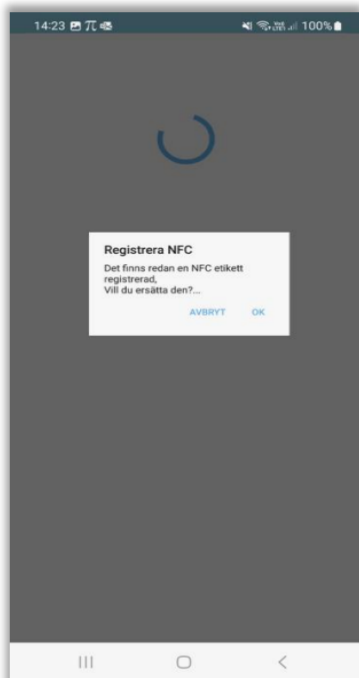 14:23 100%
Registrera NFC
Det finns redan en NFC etikett
registrerad,
Vill du ersätta den?...
AVBRYT OK